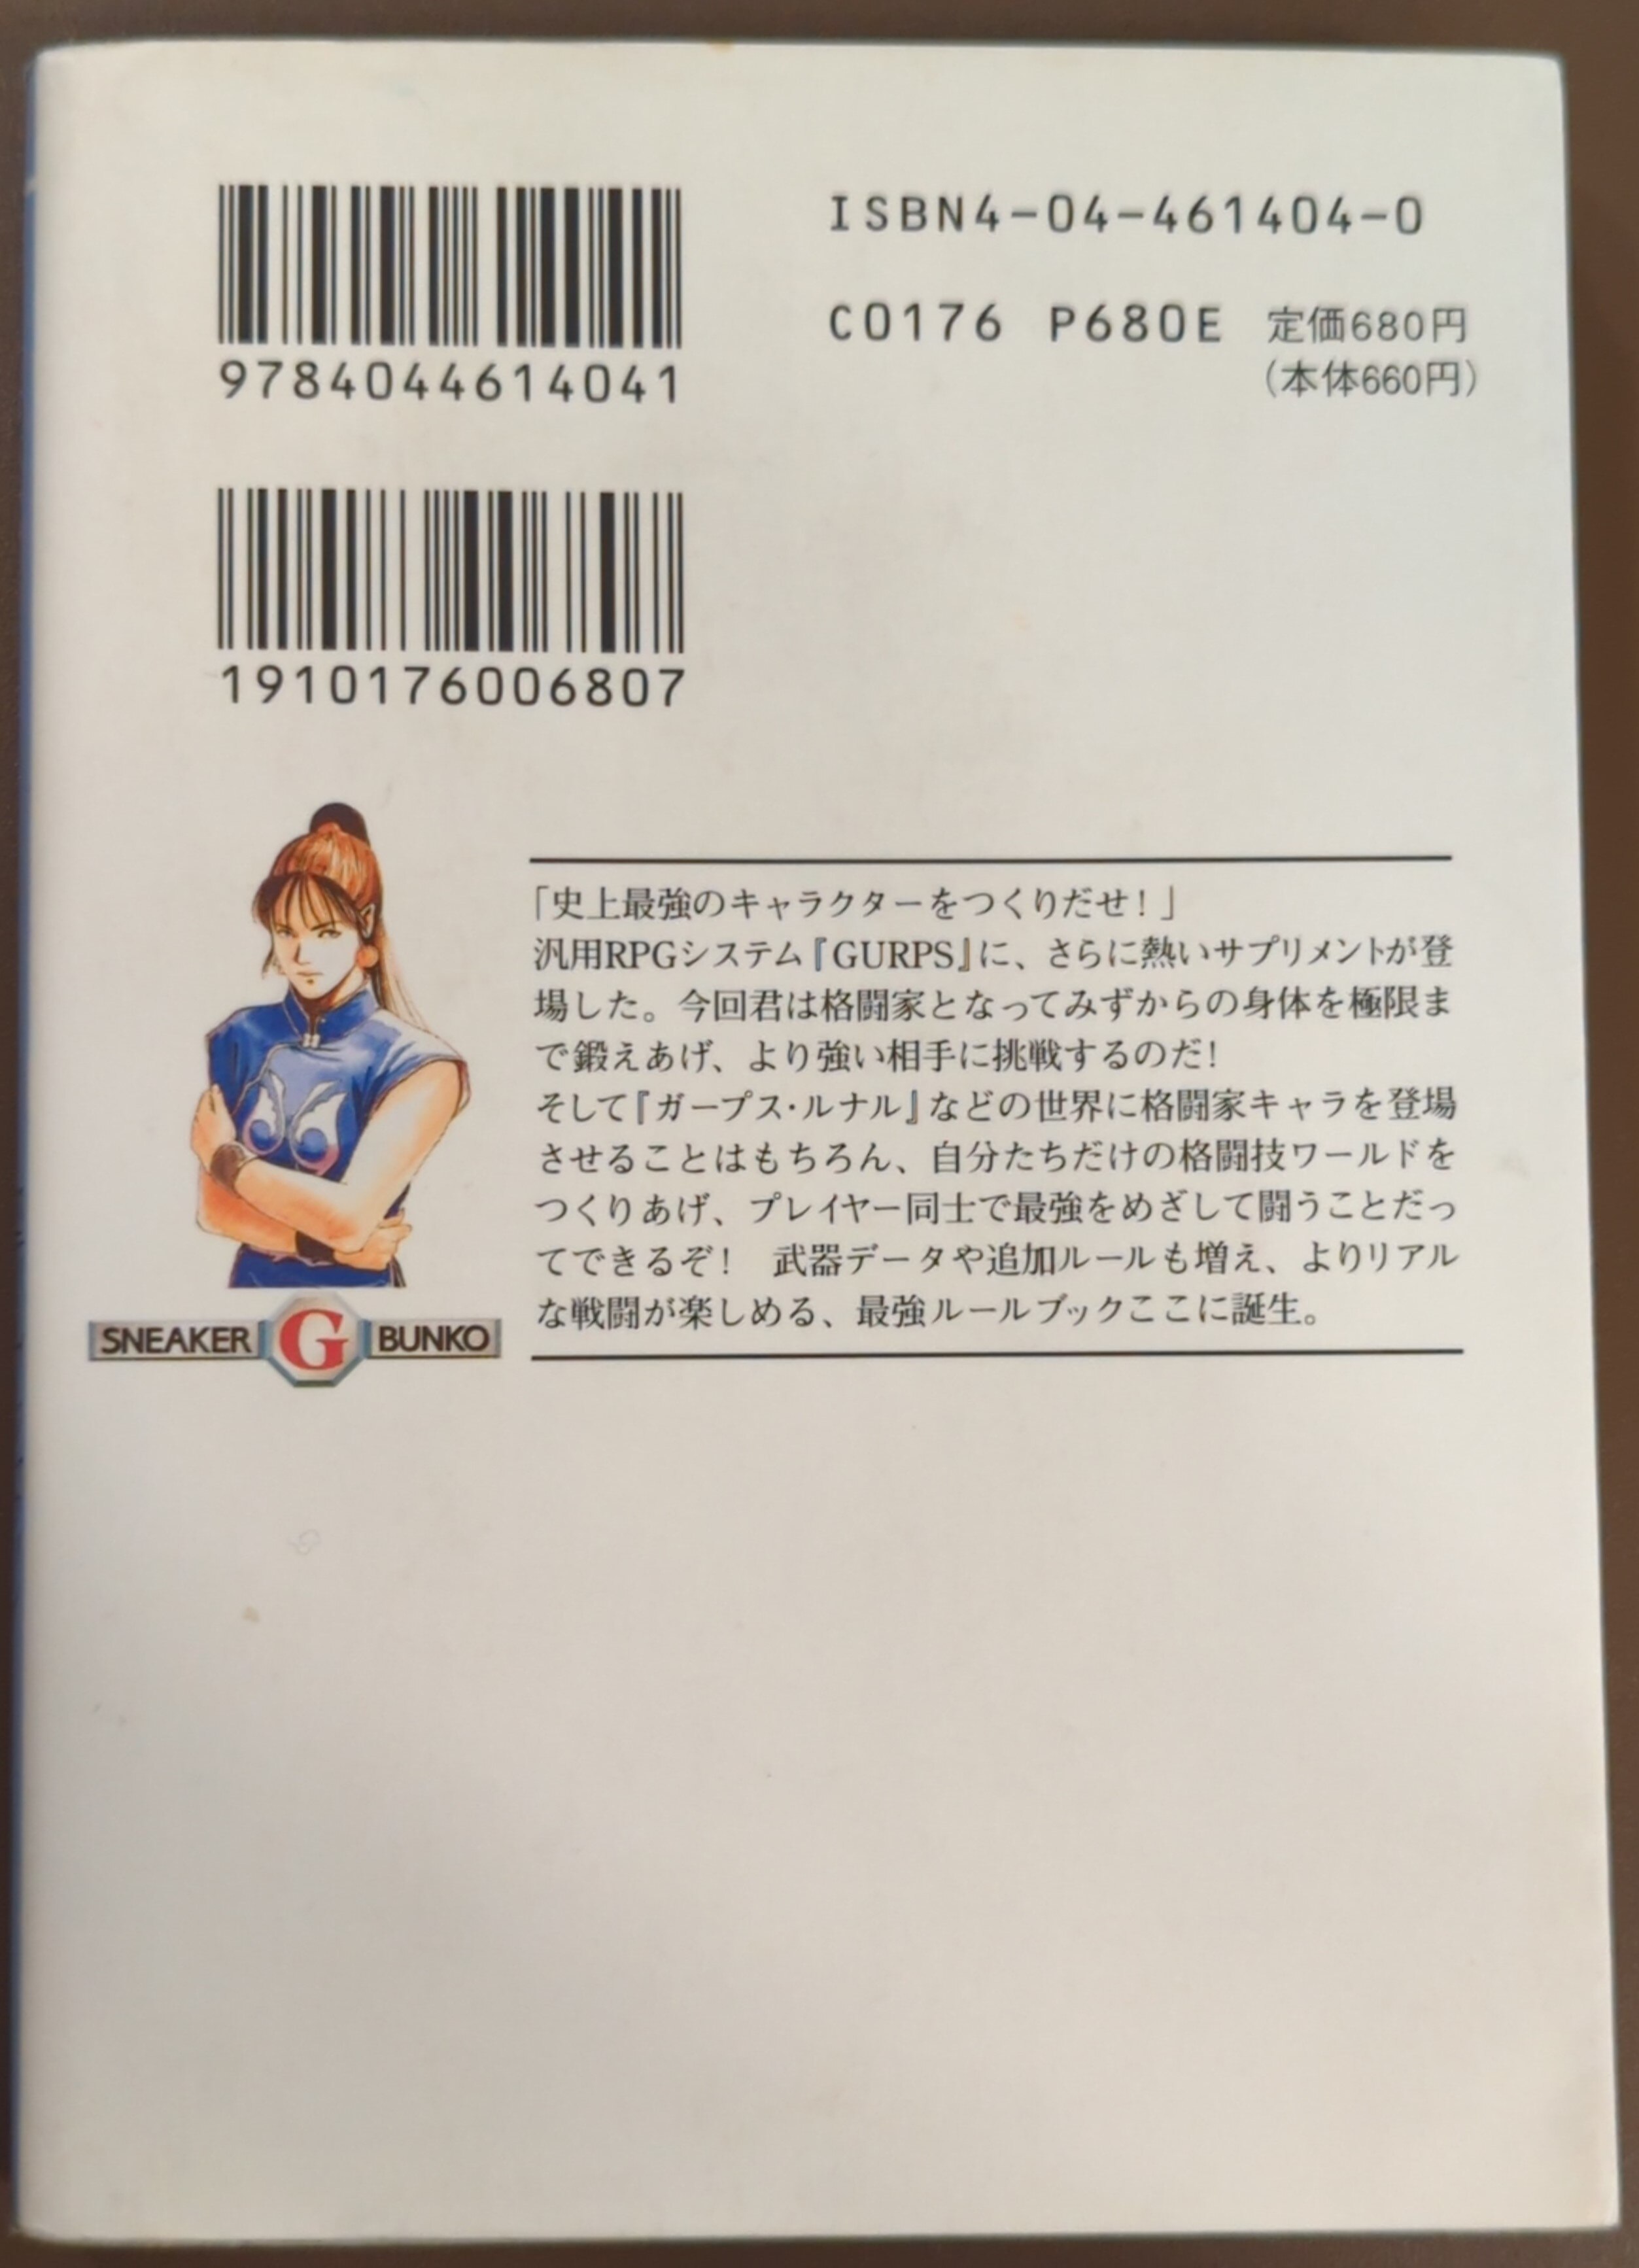 9784044614041
ISBN4-04-461404-0
C0176 P680E 定価680円
(本体660円)
1910176006807
「史上最強のキャラクターをつくりだせ!」
汎用RPGシステム『GURPS』に、さらに熱いサプリメントが登
場した。今回君は格闘家となってみずからの身体を極限ま
で鍛えあげ、より強い相手に挑戦するのだ!
そして『ガープス・ルナル』などの世界に格闘家キャラを登場
させることはもちろん、自分たちだけの格闘技ワールドを
つくりあげ、プレイヤー同士で最強をめざして闘うことだっ
てできるぞ! 武器データや追加ルールも増え、よりリアル
な戦闘が楽しめる、最強ルールブックここに誕生。
SNEAKER G BUNKO